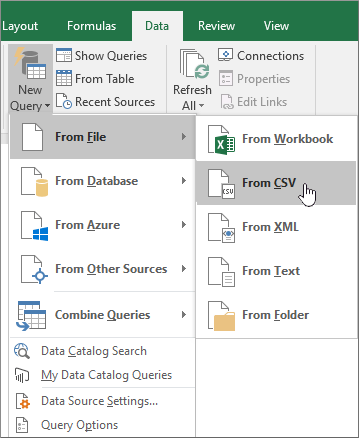 Layout Formulas Data Review View
New Query
Show Queries
From Table
Recent Sources
Refresh All
Connections
Properties
Edit Links
From File
From Database
From Azure
From Other Sources
Combine Queries
Data Catalog Search
My Data Catalog Queries
Data Source Settings...
Query Options
From Workbook
From CSV
CSV
From XML
From Text
From Folder